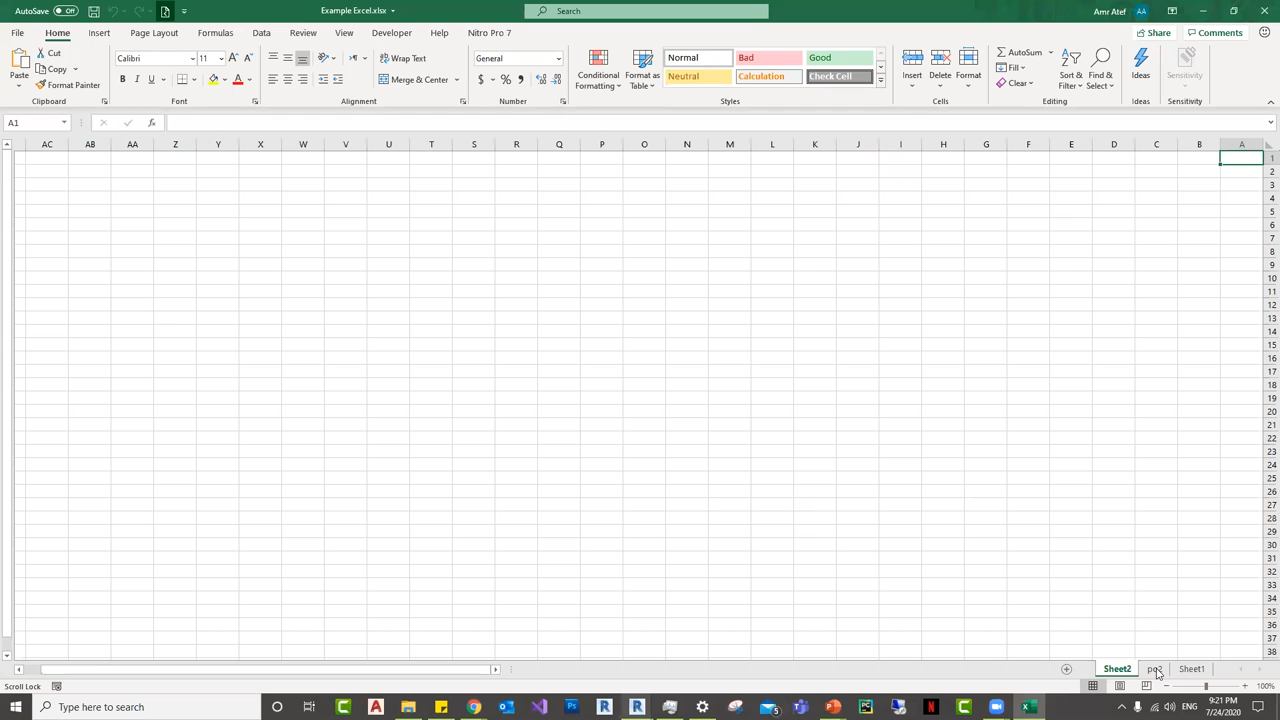 AutoSave Off
Example Excel.xlsx
Search
Amr Atef AA
File Home Insert Page Layout Formulas Data Review View Developer Help Nitro Pro 7
Share Comments
Paste
Cut
Copy
Format Painter
Clipboard
Calibri 11
B I U
Font
Wrap Text
Merge & Center
Alignment
General
$ % 9
Number
Conditional Formatting
Format as Table
Normal Bad Good
Neutral Calculation Check Cell
Styles
Insert Delete Format
Cells
AutoSum
Fill
Clear
Sort & Filter
Find & Select
Editing
Ideas
Ideas
Sensitivity
Sensitivity
A1 fx
AC AB AA Z Y X W V U T S R Q P O N M L K J I H G F E D C B A
1
2
3
4
5
6
7
8
9
10
11
12
13
14
15
16
17
18
19
20
21
22
23
24
25
26
27
28
29
30
31
32
33
34
35
36
37
38
Sheet2 Sheet1
Scroll Lock
100%
Type here to search
ENG
9:21 PM
7/24/2020